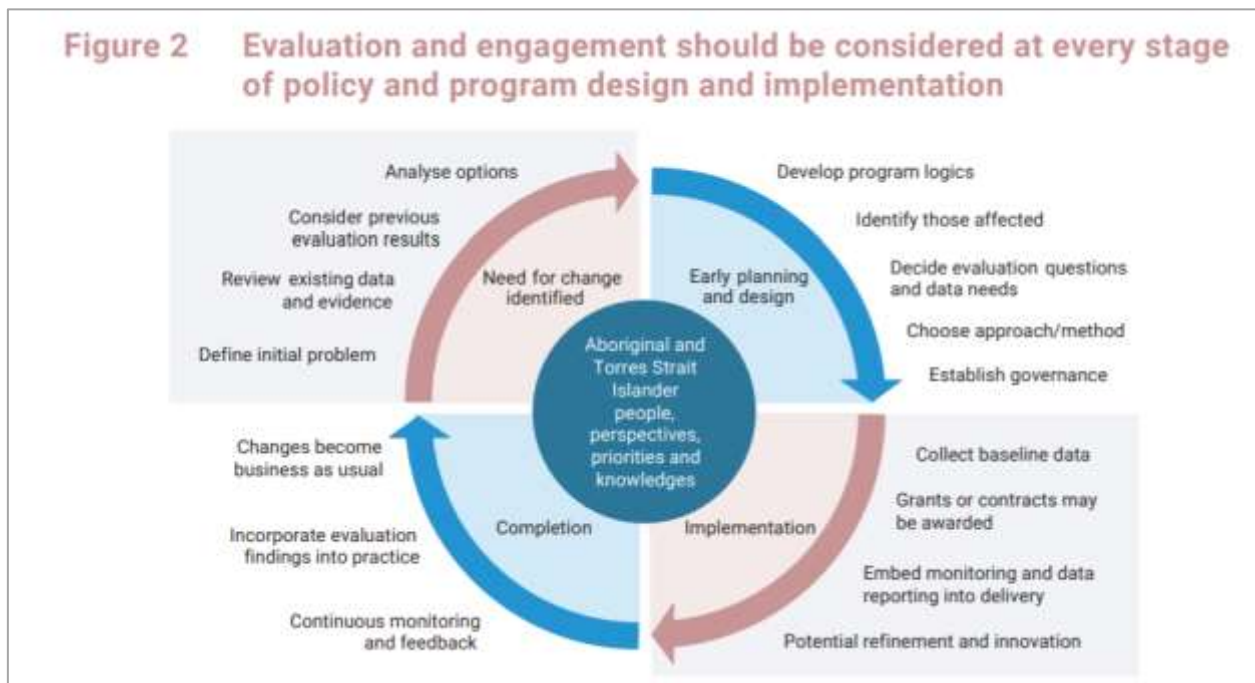 Figure 2 Evaluation and engagement should be considered at every stage
of policy and program design and implementation
Analyse options
Consider previous
evaluation results
Review existing data
and evidence
Define initial problem
Need for change
identified
Develop program logics
Identify those affected
Decide evaluation questions
and data needs
Choose approach/method
Establish governance
Early planning
and design
Aboriginal and
Torres Strait
Islander
people,
perspectives,
priorities and
knowledges
Collect baseline data
Grants or contracts may
be awarded
Embed monitoring and data
reporting into delivery
Potential refinement and innovation
Implementation
Completion
Changes become
business as usual
Incorporate evaluation
findings into practice
Continuous monitoring
and feedback